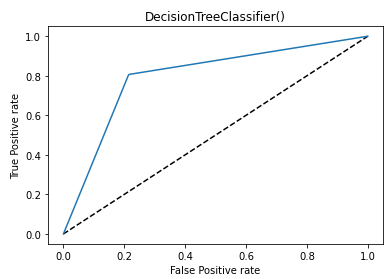 DecisionTreeClassifier()
1.0
0.8
0.6
0.4
0.2
0.0
True Positive rate
0.0 0.2 0.4 0.6 0.8 1.0
False Positive rate